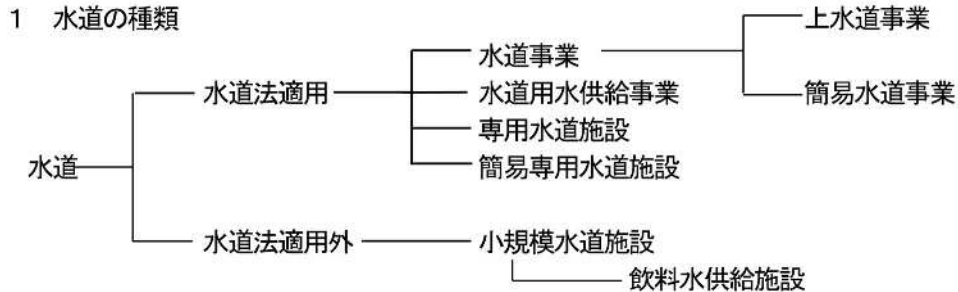 1 水道の種類
上水道事業
水道事業
水道法適用
水道用水供給事業
簡易水道事業
専用水道施設
水道
簡易専用水道施設
水道法適用外
小規模水道施設
飲料水供給施設